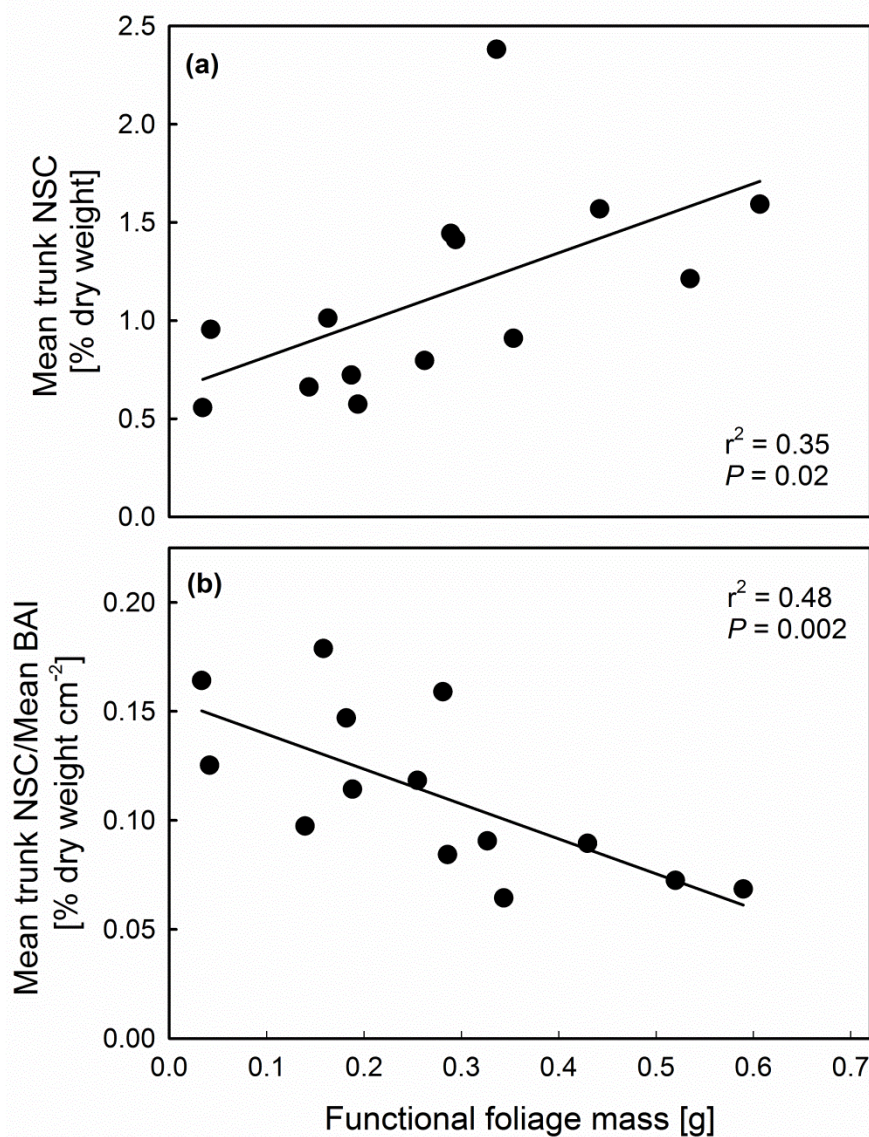 (a)
2.5
2.0
1.5
1.0
0.5
0.0
Mean trunk NSC
[% dry weight]
r² = 0.35
P = 0.02
(b)
r² = 0.48
P = 0.002
0.20
0.15
0.10
0.05
0.00
Mean trunk NSC/Mean BAI
[% dry weight cm⁻²]
0.0 0.1 0.2 0.3 0.4 0.5 0.6 0.7
Functional foliage mass [g]